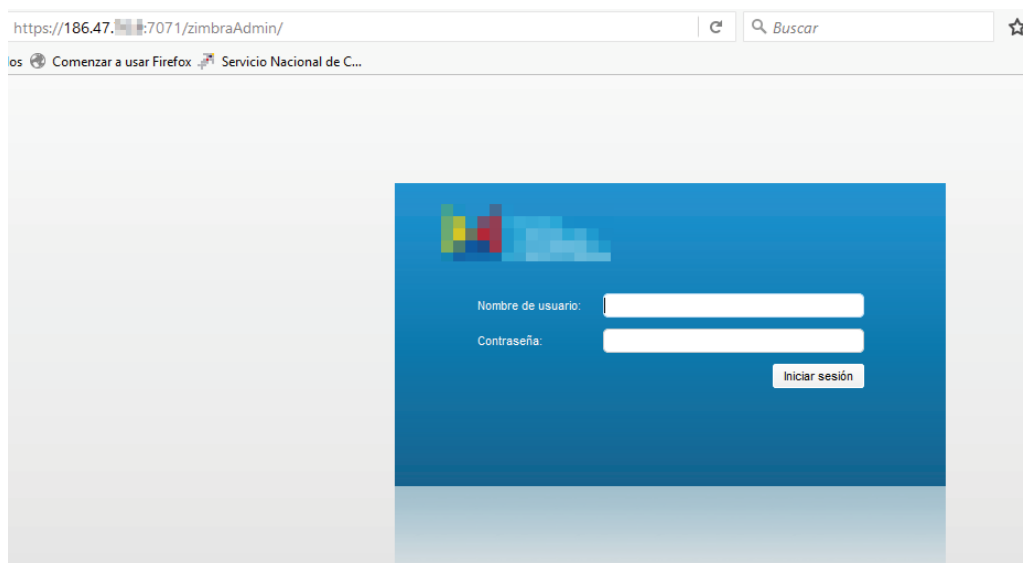 https://186.47. :7071/zimbraAdmin/
Buscar
los Comenzar a usar Firefox Servicio Nacional de C...
Nombre de usuario:
Contraseña:
Iniciar sesión